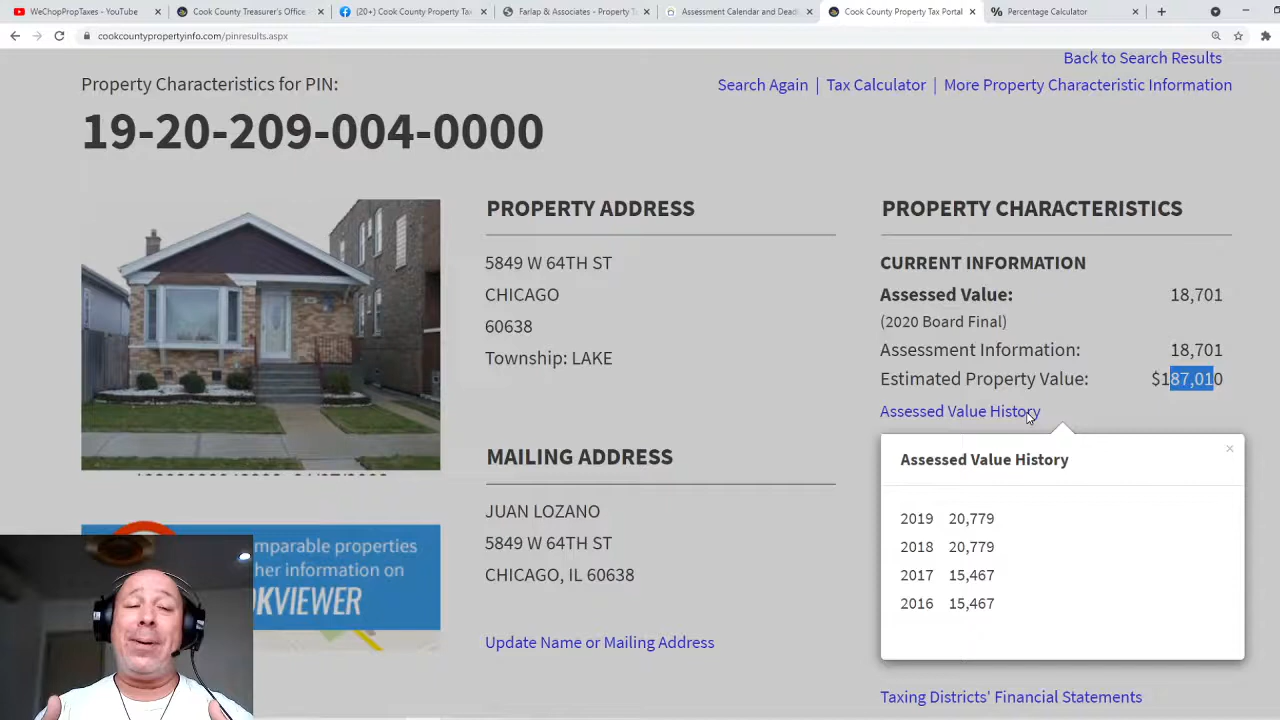 WeChopPropTaxes - YouTube
Cook County Treasurer's Office -
(20+) Cook County Property Tax
Farlap & Associates - Property T
Assessment Calendar and Deadl
Cook County Property Tax Portal
Percentage Calculator
cookcountypropertyinfo.com/pinresults.aspx
Back to Search Results
Property Characteristics for PIN:
Search Again | Tax Calculator | More Property Characteristic Information
19-20-209-004-0000
PROPERTY ADDRESS
5849 W 64TH ST
CHICAGO
60638
Township: LAKE
MAILING ADDRESS
JUAN LOZANO
5849 W 64TH ST
CHICAGO, IL 60638
Update Name or Mailing Address
PROPERTY CHARACTERISTICS
CURRENT INFORMATION
Assessed Value: 18,701
(2020 Board Final)
Assessment Information: 18,701
Estimated Property Value: $187,010
Assessed Value History
×
Assessed Value History
2019 20,779
2018 20,779
2017 15,467
2016 15,467
Taxing Districts' Financial Statements
mparable properties
her information on
KVIEWER